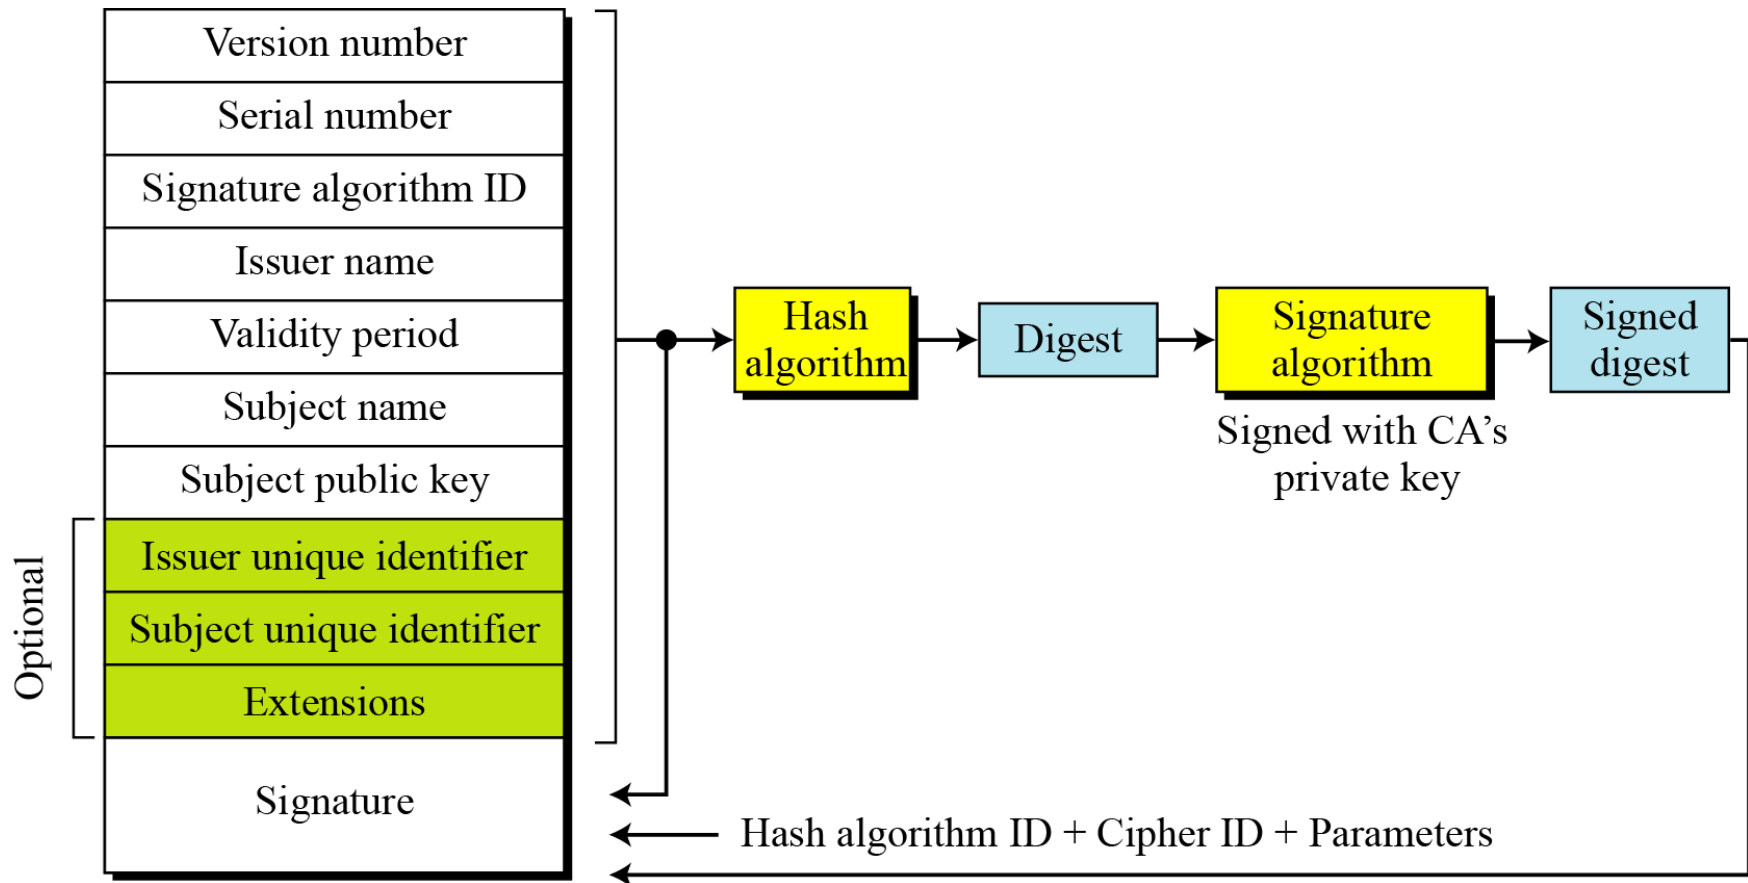 Version number
Serial number
Signature algorithm ID
Issuer name
Validity period
Subject name
Subject public key
Optional
Issuer unique identifier
Subject unique identifier
Extensions
Signature
Hash
algorithm
Digest
Signature
algorithm
Signed with CA’s
private key
Signed
digest
Hash algorithm ID + Cipher ID + Parameters